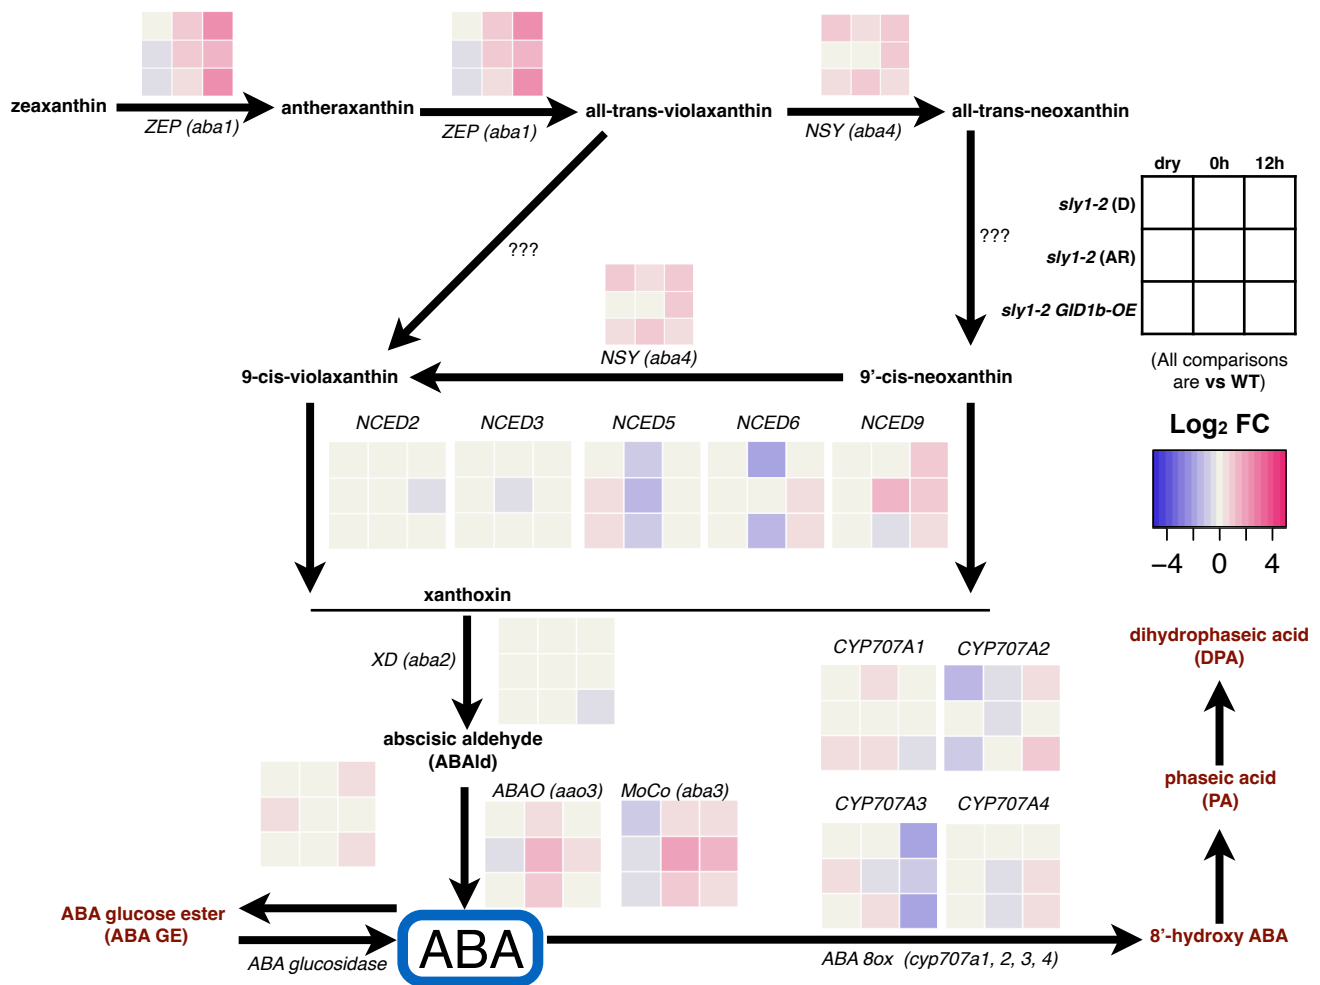 zeaxanthin
ZEP (aba1)
antheraxanthin
ZEP (aba1)
all-trans-violaxanthin
NSY (aba4)
all-trans-neoxanthin
dry 0h 12h
sly1-2 (D)
sly1-2 (AR)
sly1-2 GID1b-OE
(All comparisons
are vs WT)
Log₂ FC
−4 0 4
???
???
NSY (aba4)
9-cis-violaxanthin
9’-cis-neoxanthin
NCED2 NCED3 NCED5 NCED6 NCED9
xanthoxin
XD (aba2)
abscisic aldehyde
(ABAld)
ABAO (aao3) MoCo (aba3)
CYP707A1 CYP707A2
CYP707A3 CYP707A4
dihydrophaseic acid
(DPA)
phaseic acid
(PA)
8’-hydroxy ABA
ABA glucose ester
(ABA GE)
ABA glucosidase
ABA
ABA 8ox (cyp707a1, 2, 3, 4)